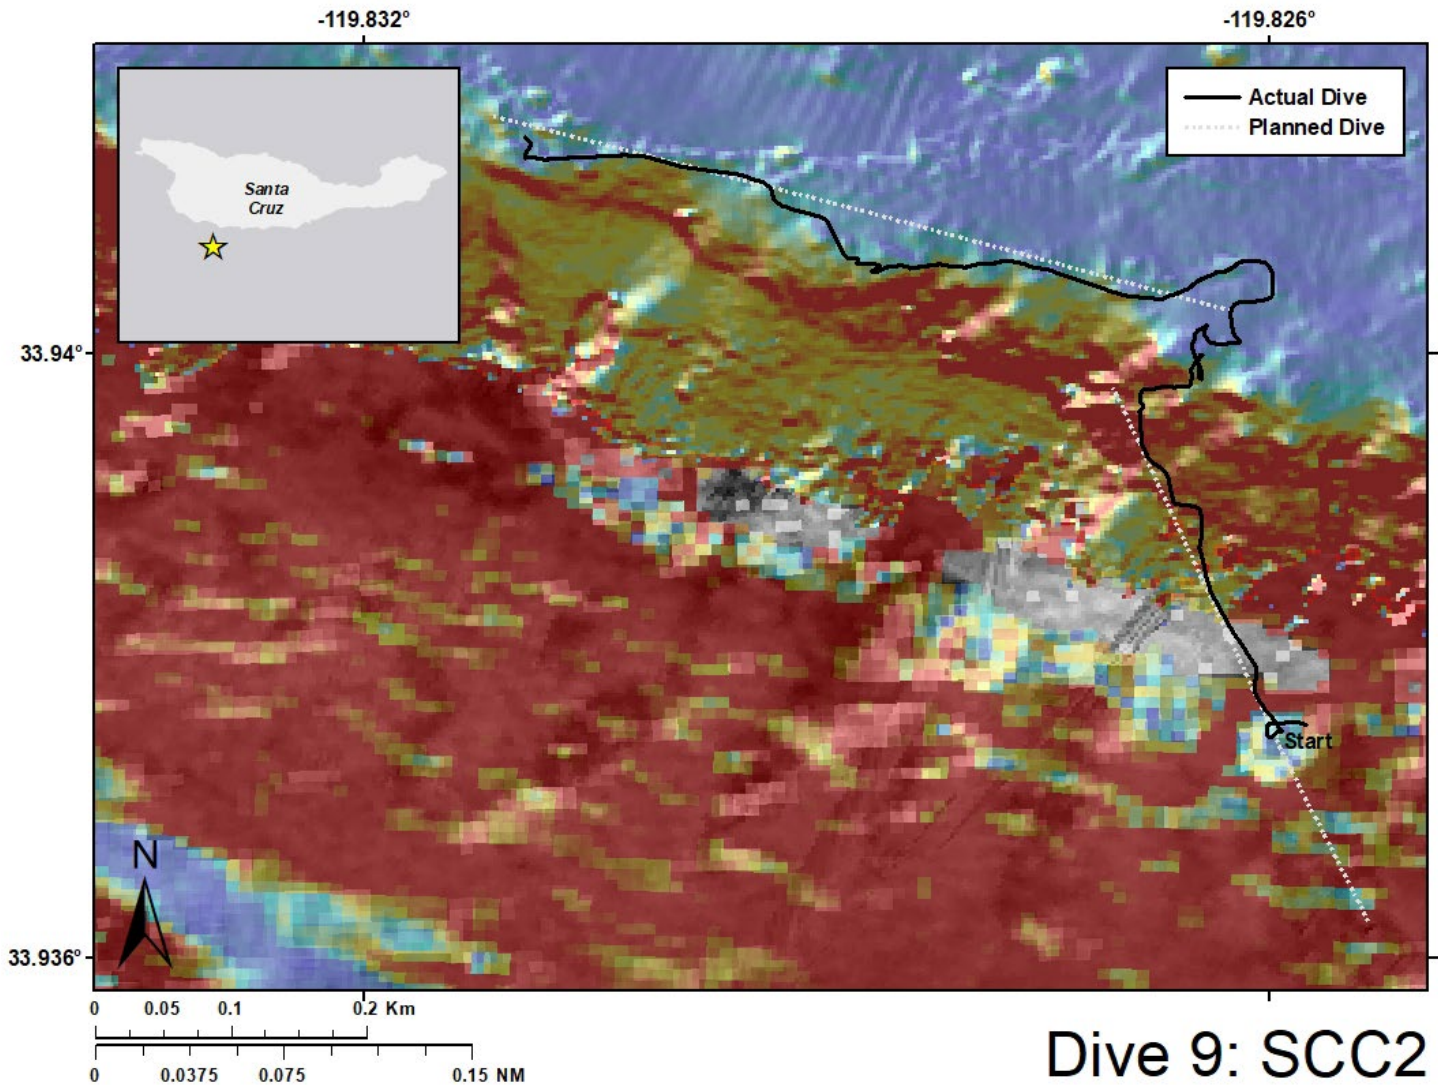 -119.832°
-119.826°
Actual Dive
Planned Dive
Santa
Cruz
33.94°
Start
N
33.936°
0 0.05 0.1 0.2 Km
0 0.0375 0.075 0.15 NM
Dive 9: SCC2